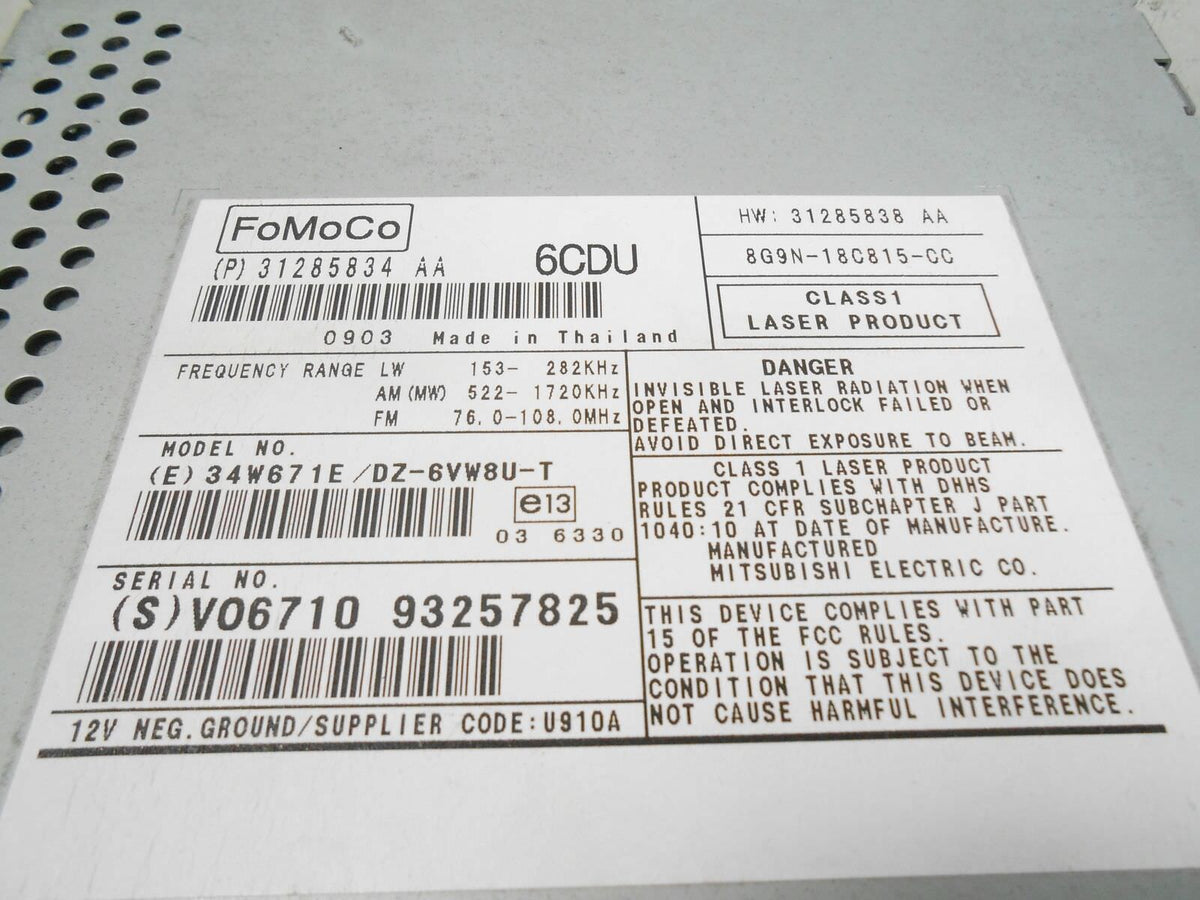 FoMoCo
(P) 31285834 AA
6CDU
0903 Made in Thailand
HW: 31285838 AA
8G9N-18C815-CC
CLASS1
LASER PRODUCT
FREQUENCY RANGE LW 153- 282KHz
AM (MW) 522- 1720KHz
FM 76.0-108.0MHz
DANGER
INVISIBLE LASER RADIATION WHEN
OPEN AND INTERLOCK FAILED OR
DEFEATED.
AVOID DIRECT EXPOSURE TO BEAM.
MODEL NO.
(E) 34W671E/DZ-6VW8U-T
e13
03 6330
CLASS 1 LASER PRODUCT
PRODUCT COMPLIES WITH DHHS
RULES 21 CFR SUBCHAPTER J PART
1040:10 AT DATE OF MANUFACTURE.
MANUFACTURED
MITSUBISHI ELECTRIC CO.
SERIAL NO.
(S)VO6710 93257825
THIS DEVICE COMPLIES WITH PART
15 OF THE FCC RULES.
OPERATION IS SUBJECT TO THE
CONDITION THAT THIS DEVICE DOES
NOT CAUSE HARMFUL INTERFERENCE.
12V NEG.GROUND/SUPPLIER CODE:U910A